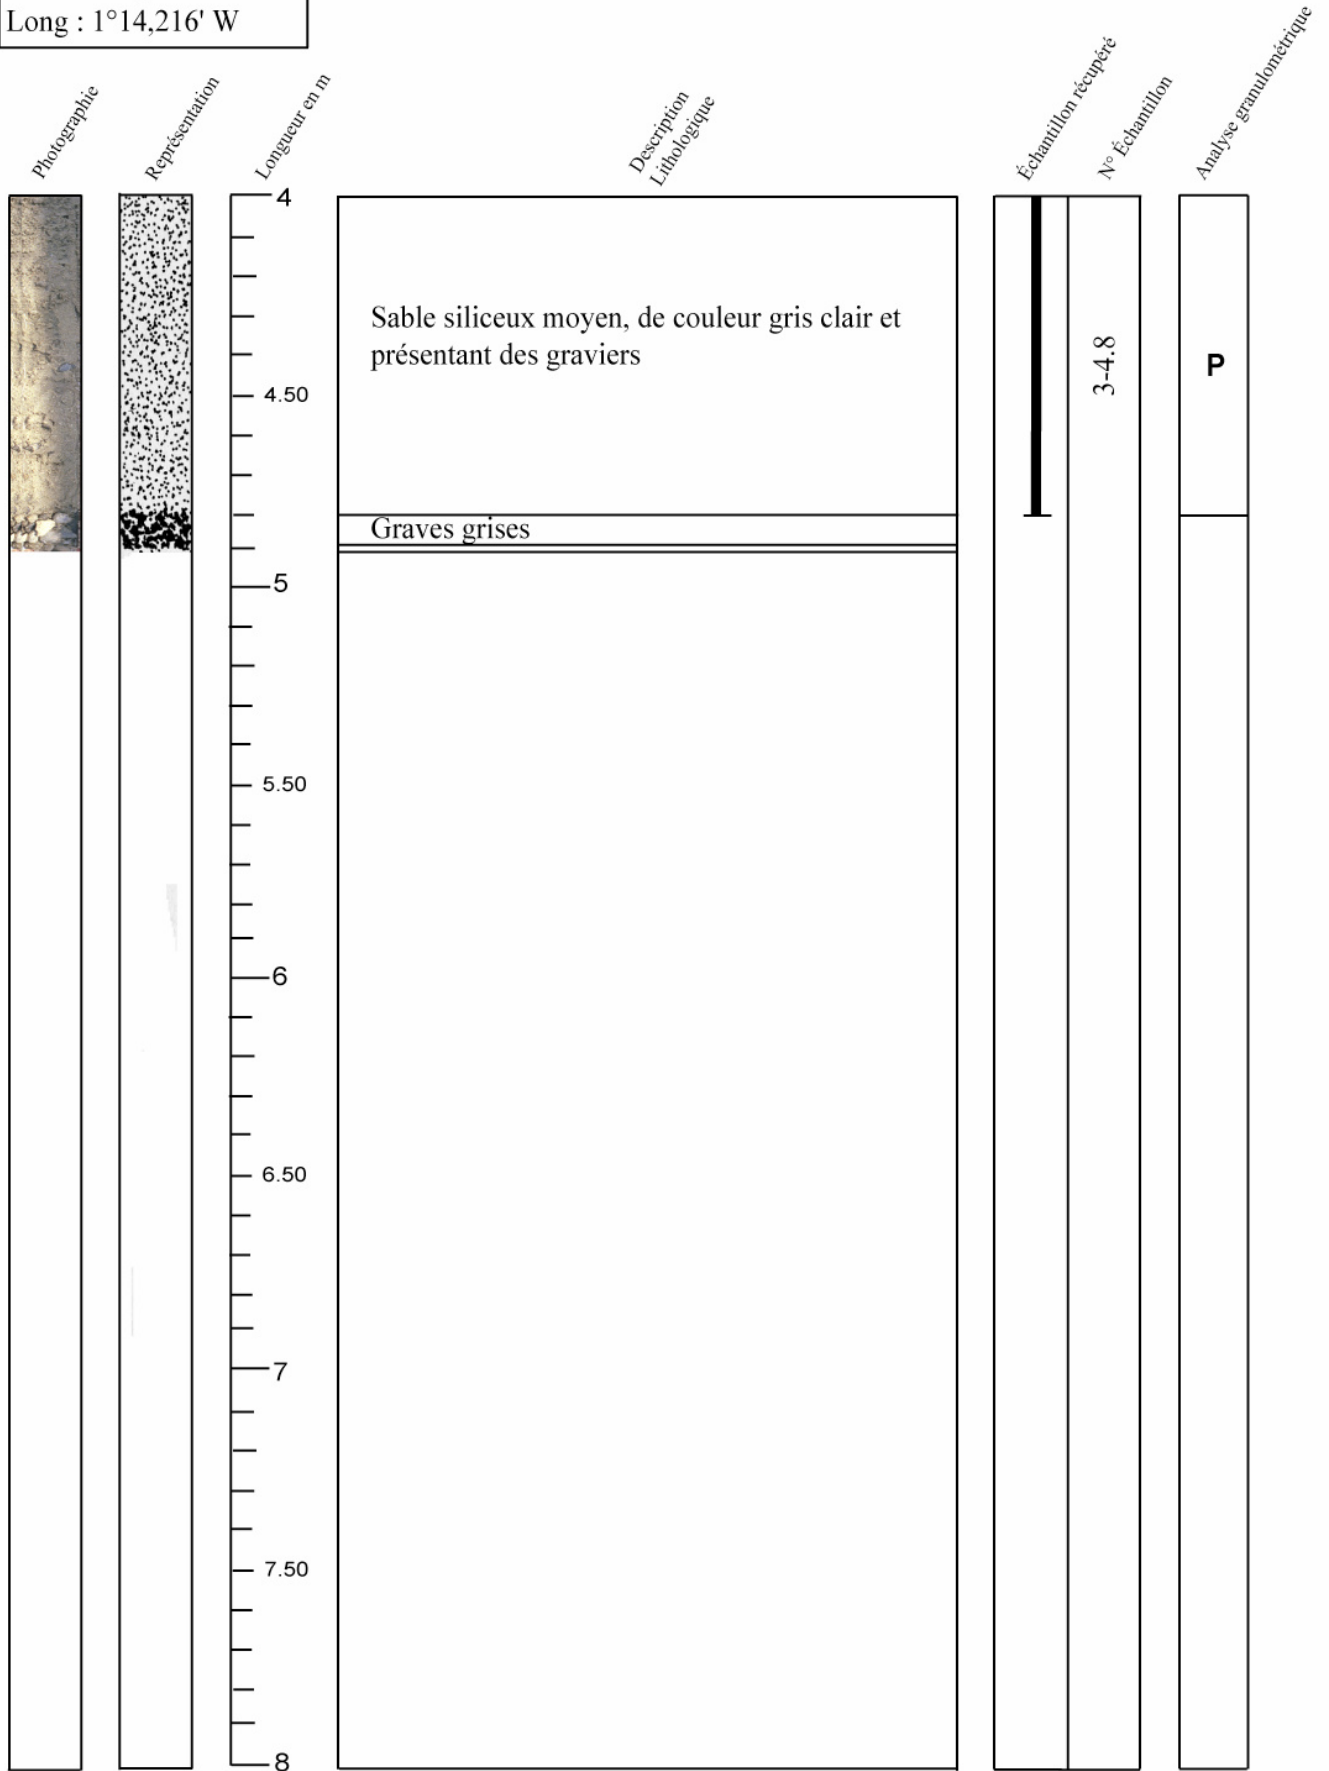 Long : 1°14,216' W
Photographie
Représentation
Longueur en m
Description
Lithologique
Échantillon récupéré
N° Échantillon
Analyse granulométrique
4
Sable siliceux moyen, de couleur gris clair et
présentant des graviers
3-4.8
P
4.50
Graves grises
5
5.50
6
6.50
7
7.50
8